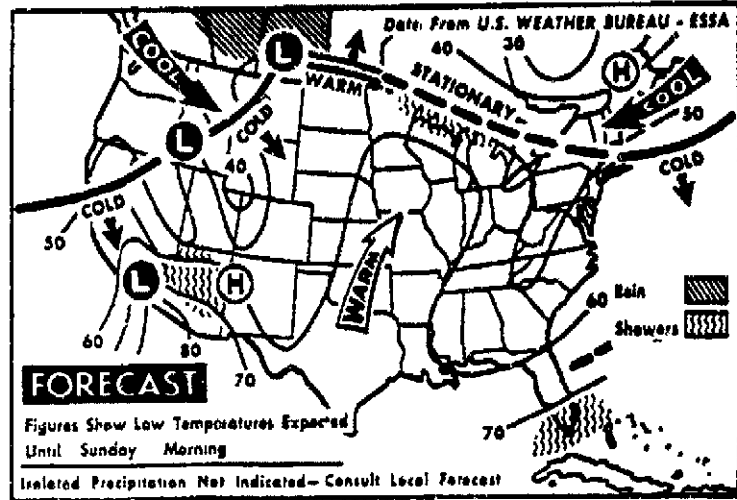 Data From U.S. WEATHER BUREAU - ESSA
COOL
L
WARM
STATIONARY
40
30
H
COOL
50
COLD
L
COLD
40
COLD
50
L
H
WARM
60
80
70
60
Rain
Showers
70
FORECAST
Figures Show Low Temperatures Expected
Until Sunday Morning
Isolated Precipitation Not Indicated - Consult Local Forecast